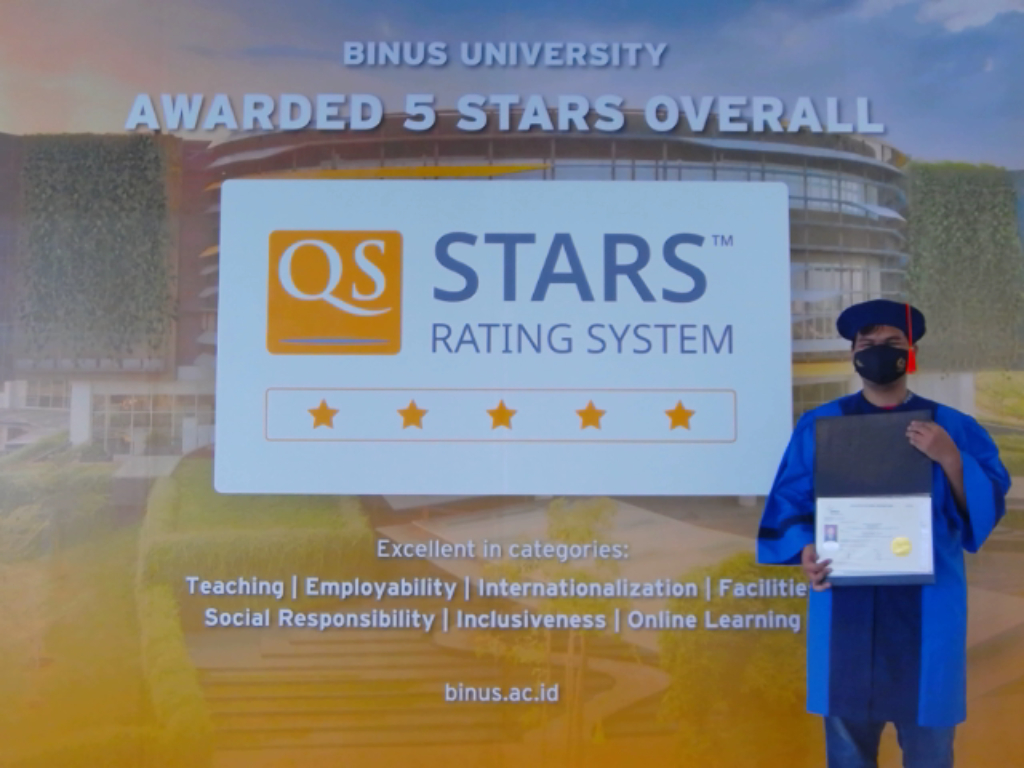 BINUS UNIVERSITY
AWARDED 5 STARS OVERALL
QS
STARS™
RATING SYSTEM
Excellent in categories:
Teaching | Employability | Internationalization | Facilitie
Social Responsibility | Inclusiveness | Online Learning
binus.ac.id